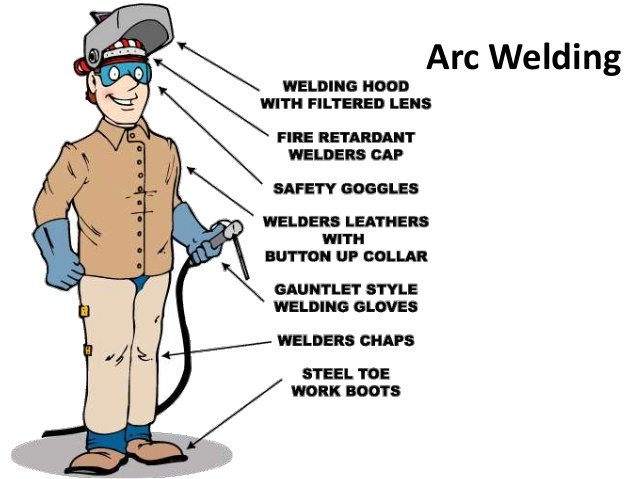 Arc Welding
WELDING HOOD
WITH FILTERED LENS
FIRE RETARDANT
WELDERS CAP
SAFETY GOGGLES
WELDERS LEATHERS
WITH
BUTTON UP COLLAR
GAUNTLET STYLE
WELDING GLOVES
WELDERS CHAPS
STEEL TOE
WORK BOOTS